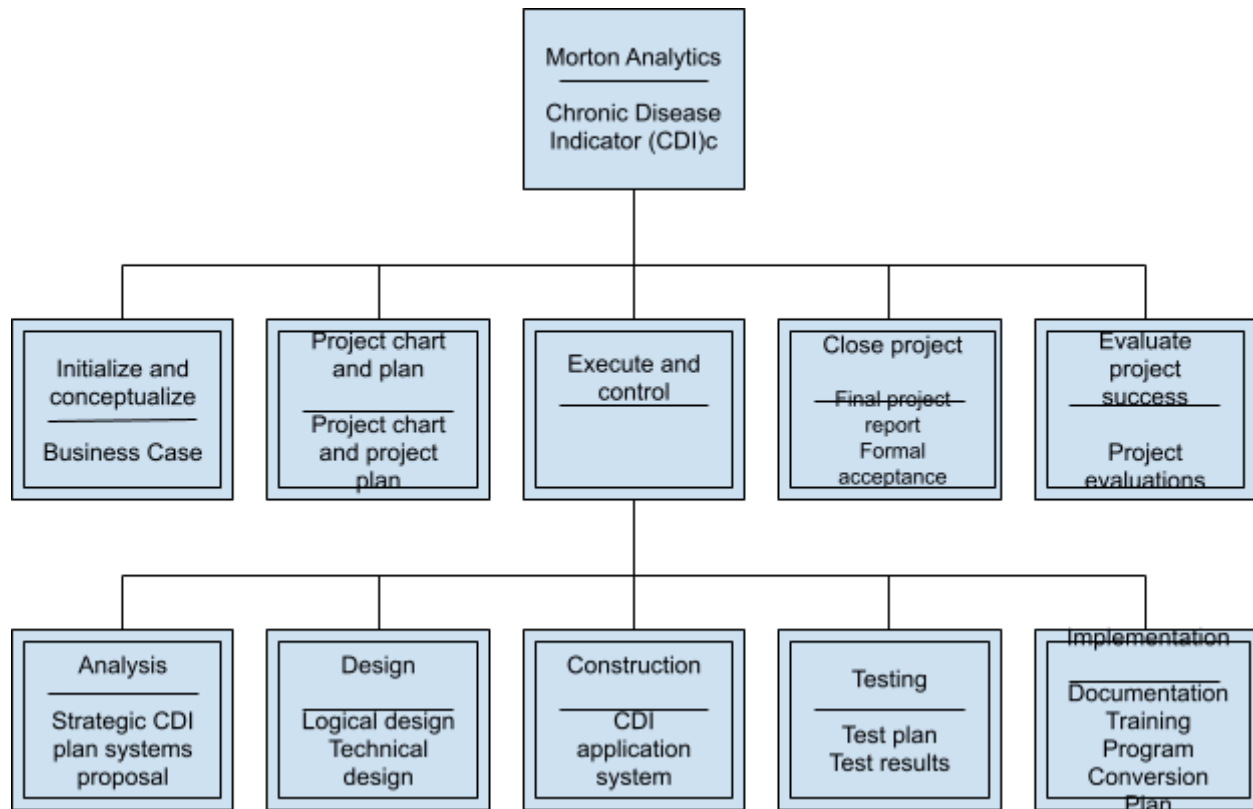 Morton Analytics
Chronic Disease
Indicator (CDI)c
Initialize and
conceptualize
Business Case
Project chart
and plan
Project chart
and project
plan
Execute and
control
Close project
Final project
report
Formal
acceptance
Evaluate
project
success
Project
evaluations
Analysis
Strategic CDI
plan systems
proposal
Design
Logical design
Technical
design
Construction
CDI
application
system
Testing
Test plan
Test results
Implementation
Documentation
Training
Program
Conversion
Plan